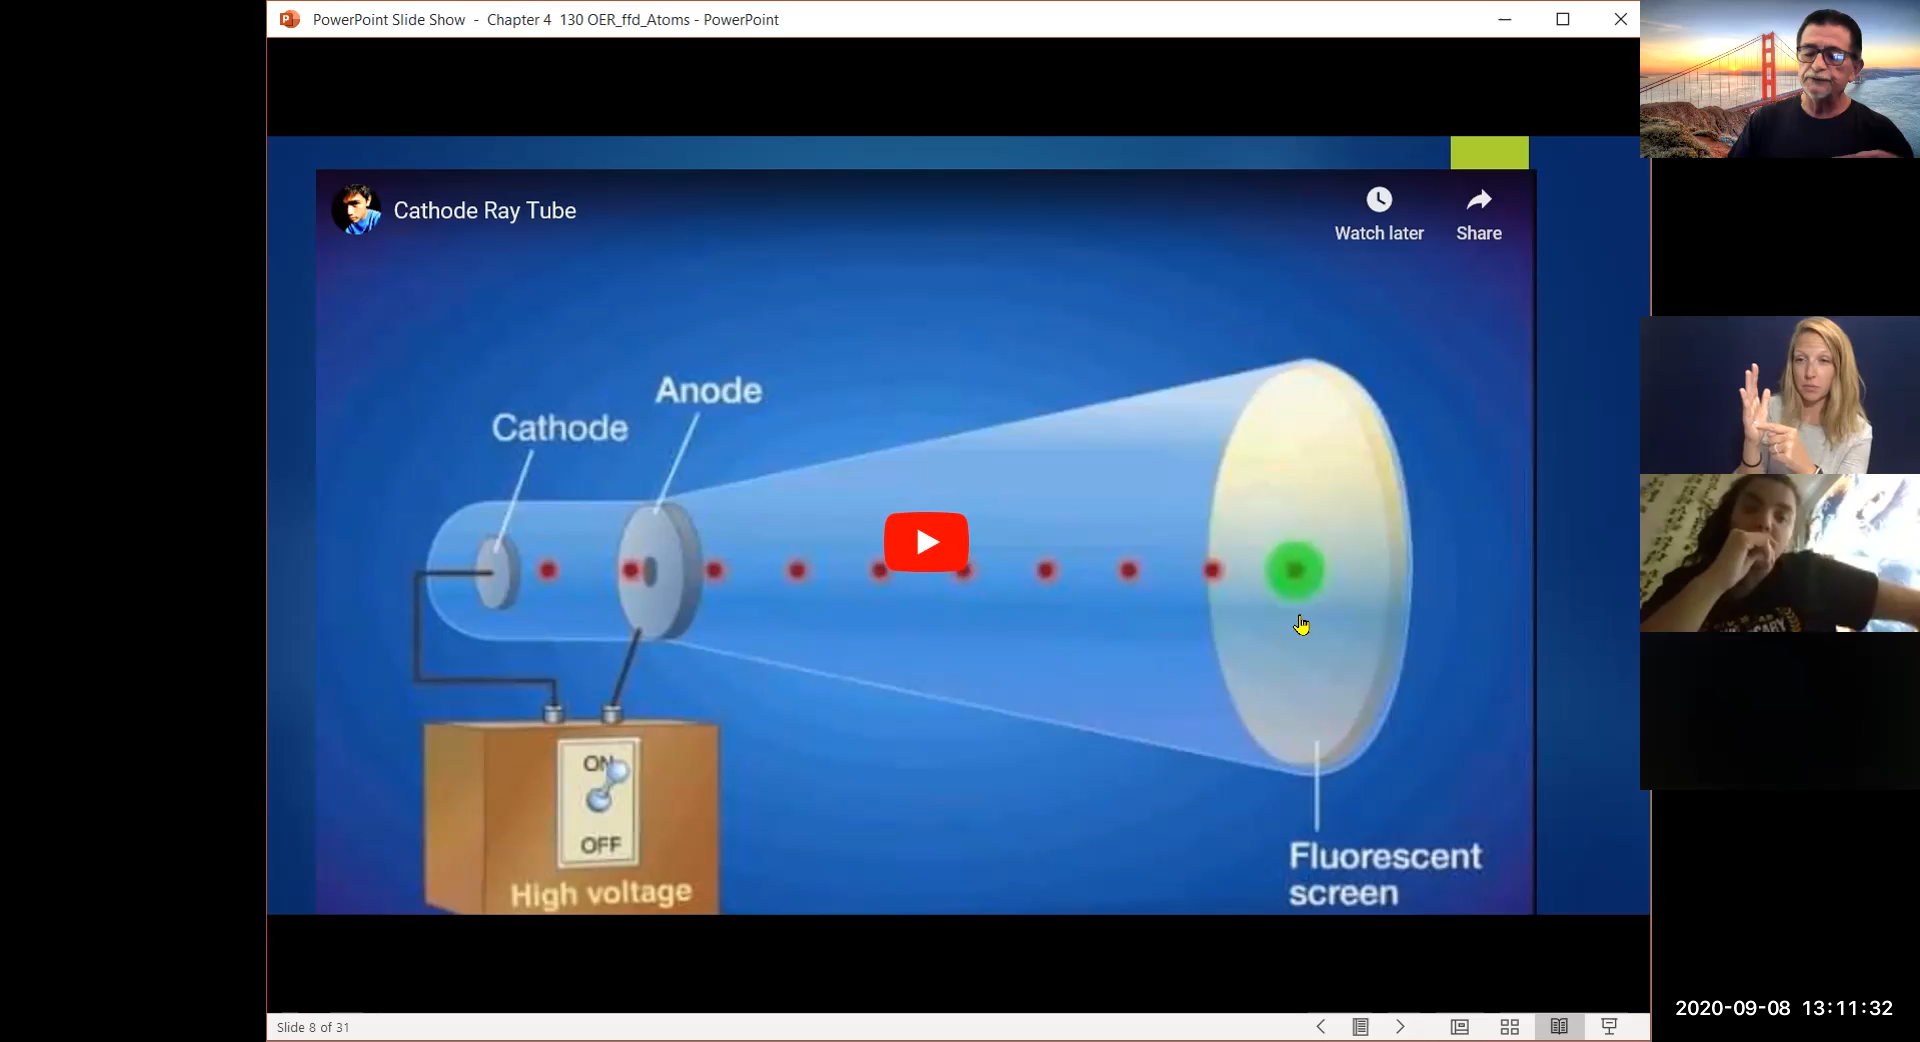 PowerPoint Slide Show - Chapter 4 130 OER_ffd_Atoms - PowerPoint
Cathode Ray Tube
Watch later
Share
Anode
Cathode
ON
OFF
High voltage
Fluorescent
screen
Slide 8 of 31
2020-09-08 13:11:32